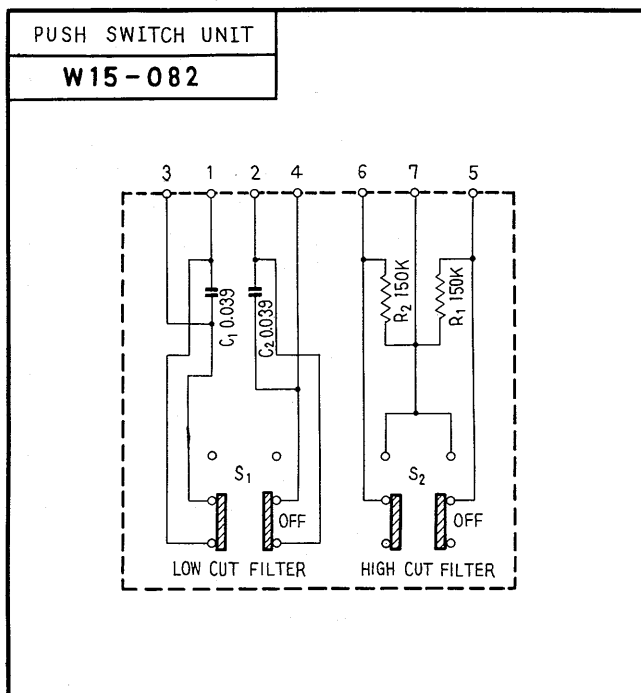 PUSH SWITCH UNIT
W15-082
3 1 2 4 6 7 5
C1 0.039
C2 0.039
R2 150K
R1 150K
S1
S2
OFF
OFF
LOW CUT FILTER
HIGH CUT FILTER